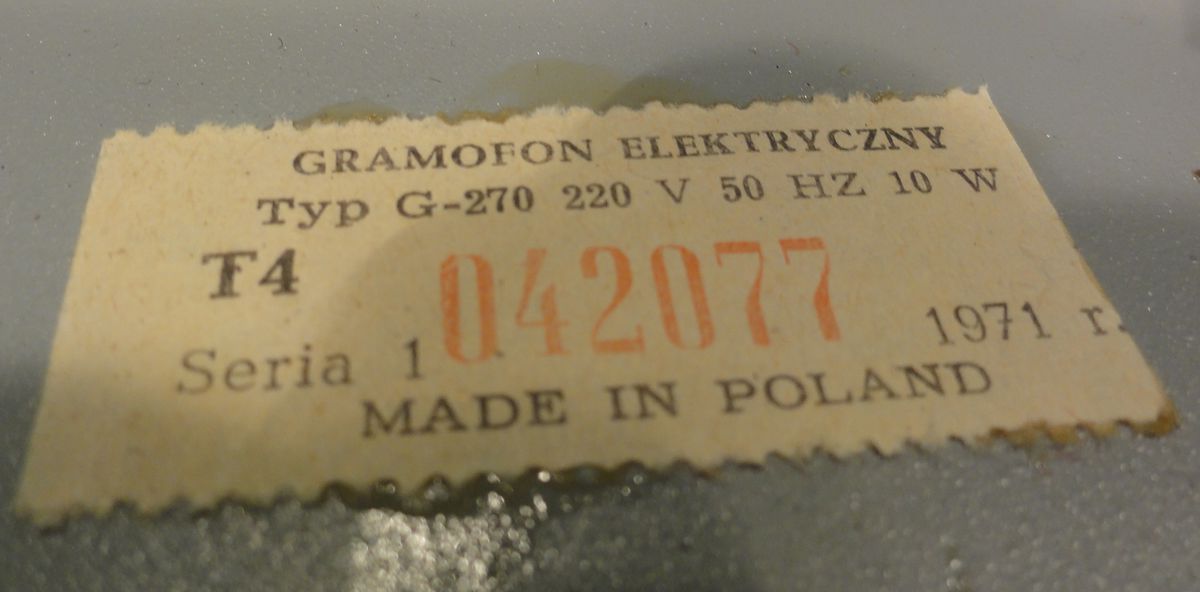 GRAMOFON ELEKTRYCZNY
Typ G-270 220 V 50 HZ 10 W
T4 042077
Seria 1 1971 r.
MADE IN POLAND